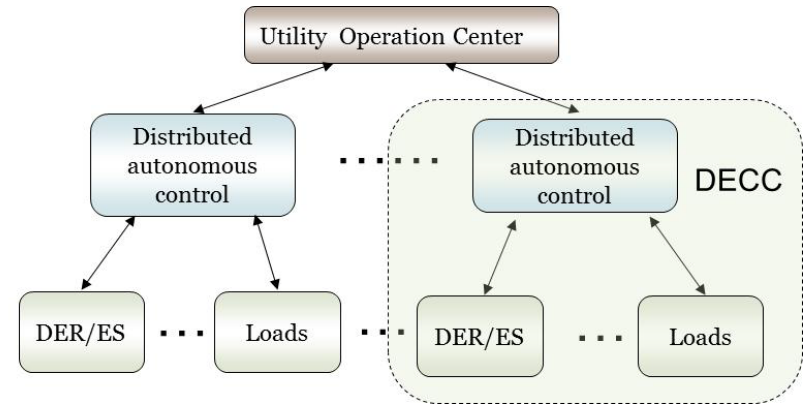 Utility Operation Center
Distributed
autonomous
control
Distributed
autonomous
control
DECC
DER/ES
Loads
DER/ES
Loads